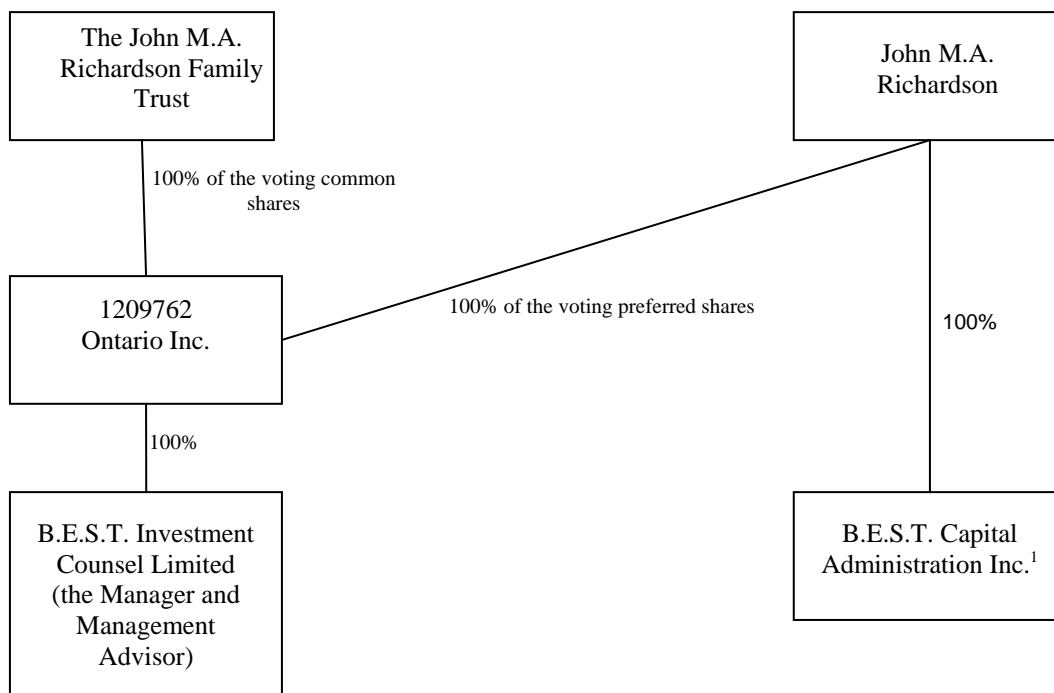 The John M.A.
Richardson Family
Trust
John M.A.
Richardson
100% of the voting common
shares
1209762
Ontario Inc.
100% of the voting preferred shares
100%
100%
B.E.S.T. Investment
Counsel Limited
(the Manager and
Management
Advisor)
B.E.S.T. Capital
Administration Inc.1